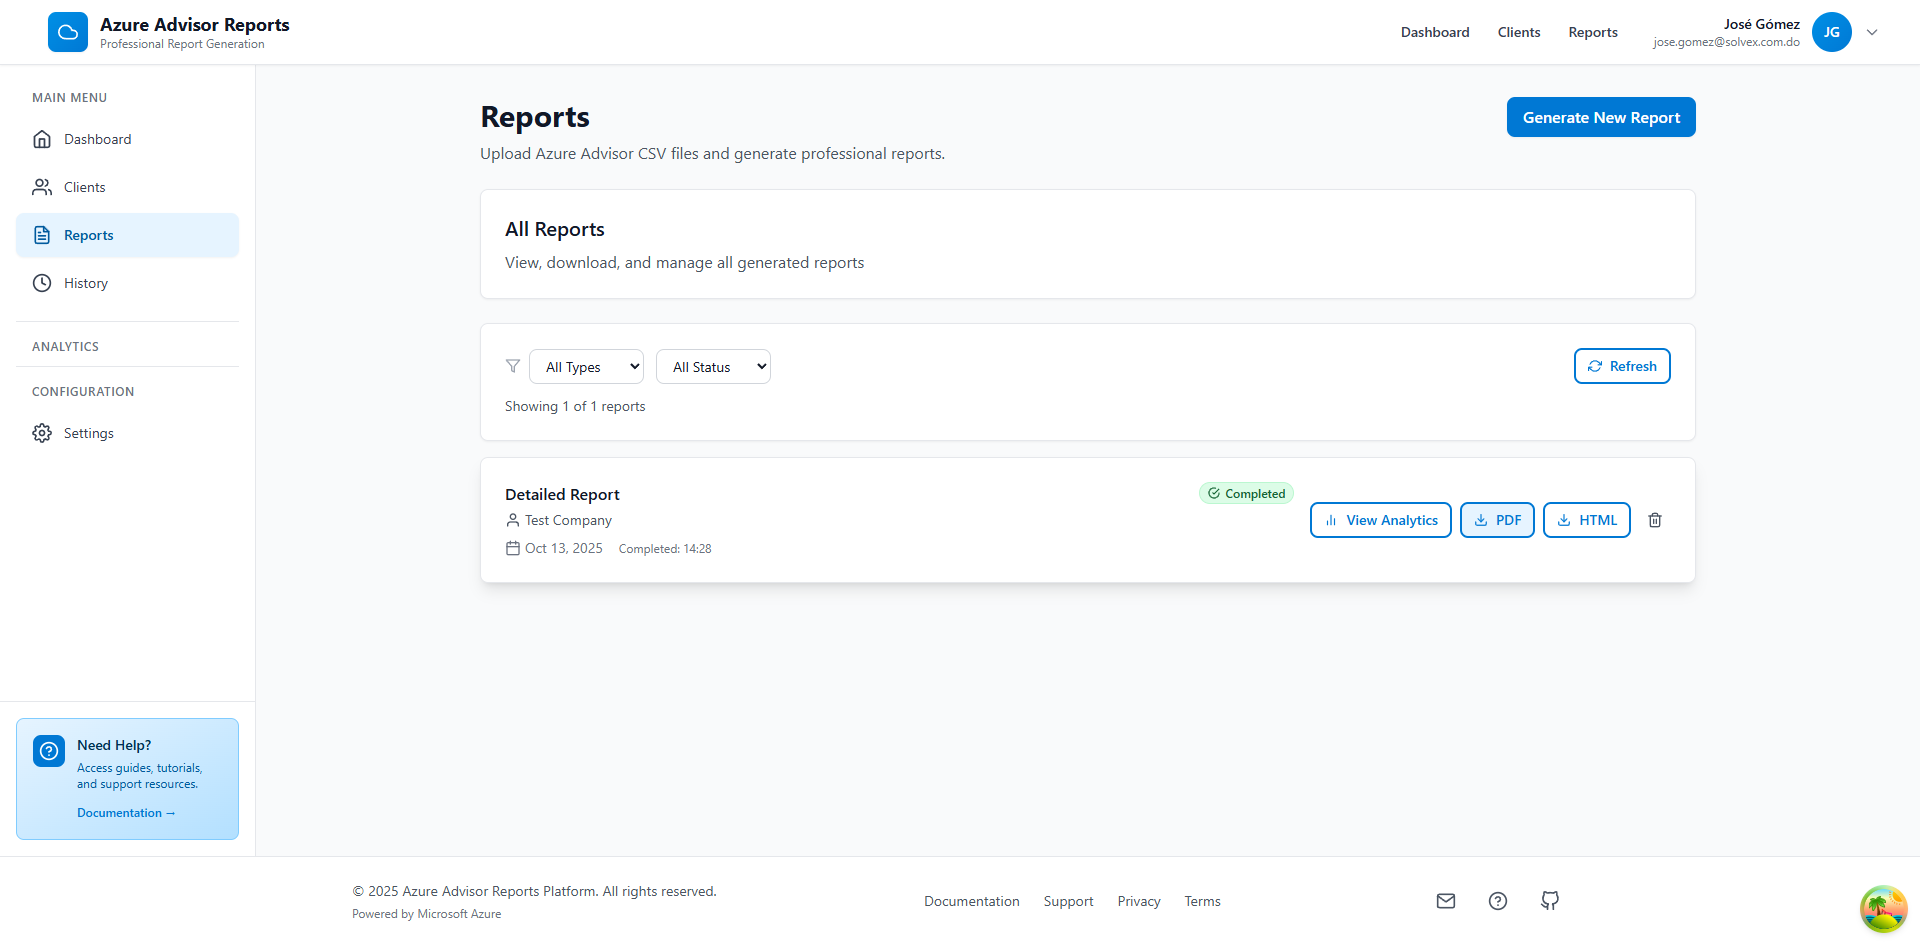 Azure Advisor Reports
Professional Report Generation
Dashboard
Clients
Reports
José Gómez
jose.gomez@solvex.com.do
JG
MAIN MENU
Dashboard
Clients
Reports
History
ANALYTICS
CONFIGURATION
Settings
Need Help?
Access guides, tutorials,
and support resources.
Documentation →
Reports
Upload Azure Advisor CSV files and generate professional reports.
Generate New Report
All Reports
View, download, and manage all generated reports
All Types
All Status
Refresh
Showing 1 of 1 reports
Detailed Report
Test Company
Oct 13, 2025
Completed: 14:28
Completed
View Analytics
PDF
HTML
© 2025 Azure Advisor Reports Platform. All rights reserved.
Powered by Microsoft Azure
Documentation
Support
Privacy
Terms